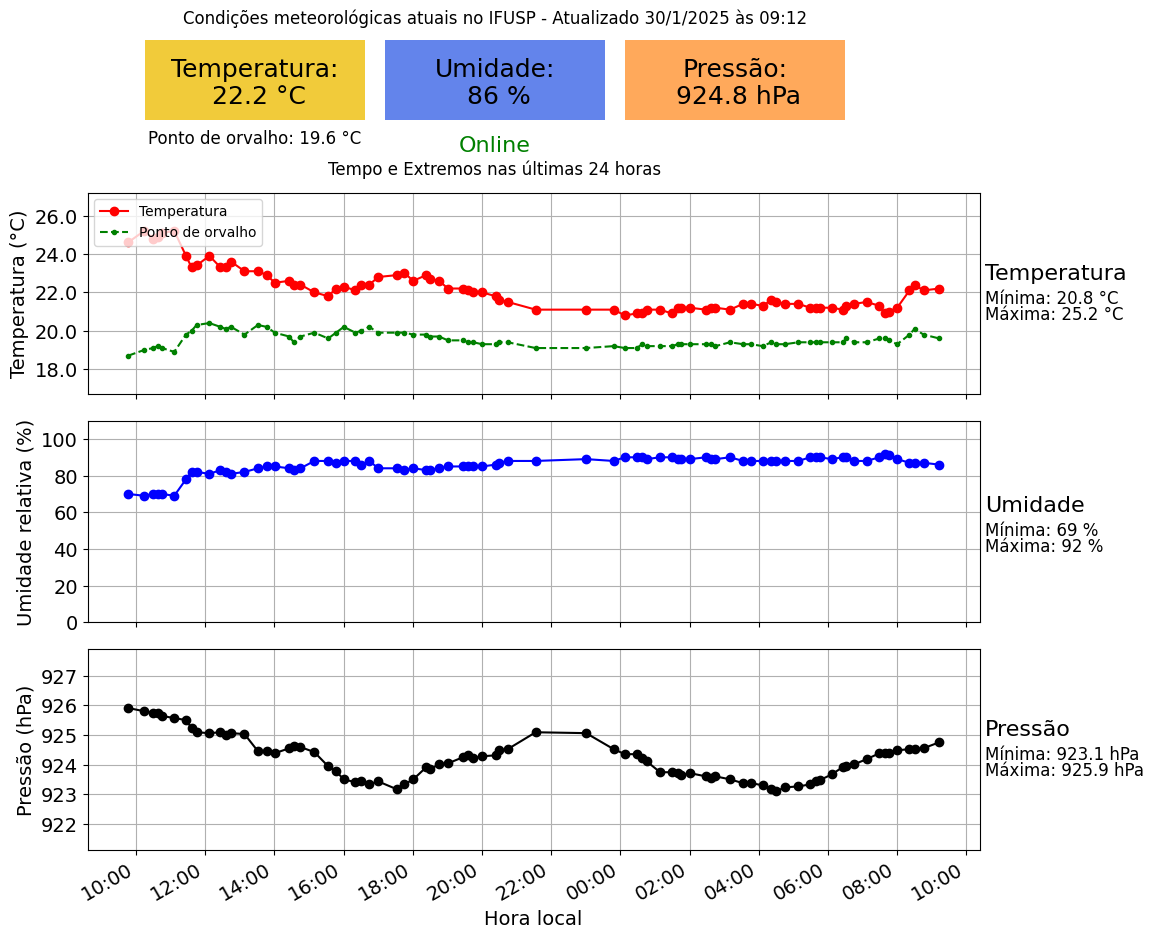 Condições meteorológicas atuais no IFUSP - Atualizado 30/1/2025 às 09:12
Temperatura:
22.2 °C
Umidade:
86 %
Pressão:
924.8 hPa
Ponto de orvalho: 19.6 °C
Online
Tempo e Extremos nas últimas 24 horas
Temperatura (°C)
26.0
24.0
22.0
20.0
18.0
Temperatura
Ponto de orvalho
Temperatura
Mínima: 20.8 °C
Máxima: 25.2 °C
Umidade relativa (%)
100
80
60
40
20
0
Umidade
Mínima: 69 %
Máxima: 92 %
Pressão (hPa)
927
926
925
924
923
922
Pressão
Mínima: 923.1 hPa
Máxima: 925.9 hPa
10:00
12:00
14:00
16:00
18:00
20:00
22:00
00:00
02:00
04:00
06:00
08:00
10:00
Hora local